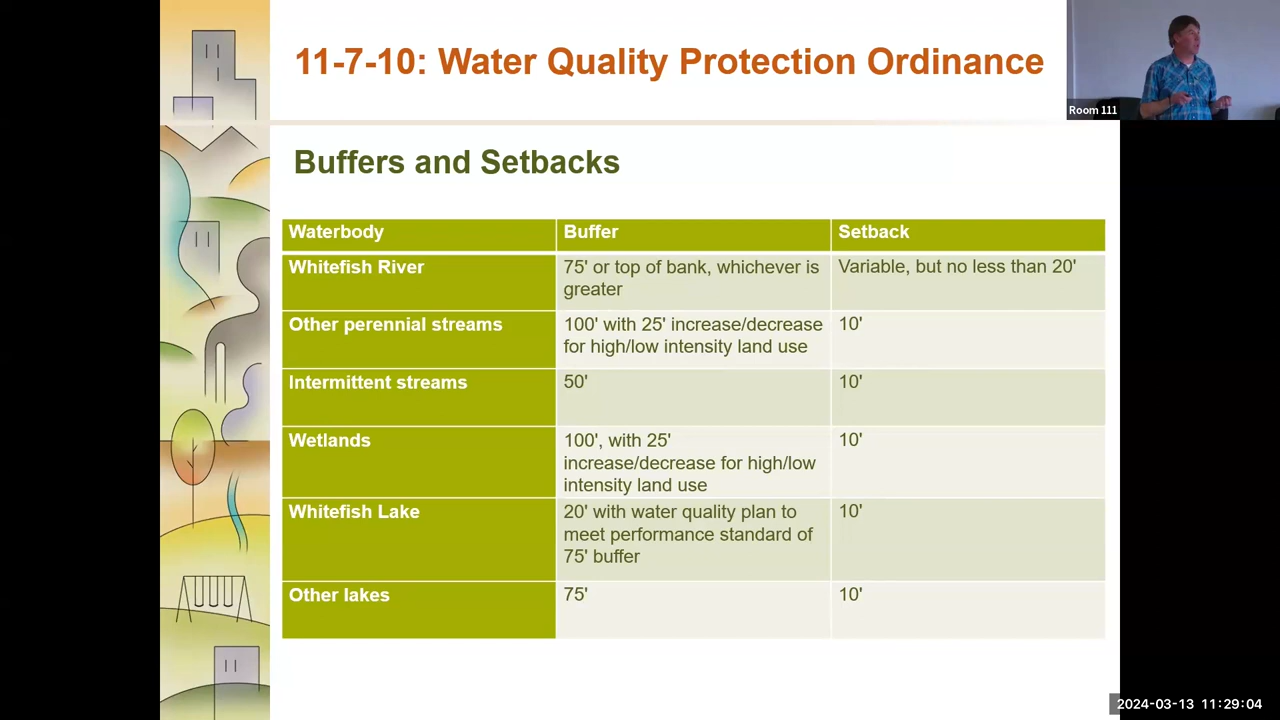 11-7-10: Water Quality Protection Ordinance
Room 111
Buffers and Setbacks
Waterbody Buffer Setback
Whitefish River 75' or top of bank, whichever is Variable, but no less than 20'
greater
Other perennial streams 100' with 25' increase/decrease 10'
for high/low intensity land use
Intermittent streams 50' 10'
Wetlands 100', with 25' 10'
increase/decrease for high/low
intensity land use
Whitefish Lake 20' with water quality plan to 10'
meet performance standard of
75' buffer
Other lakes 75' 10'
2024-03-13 11:29:04